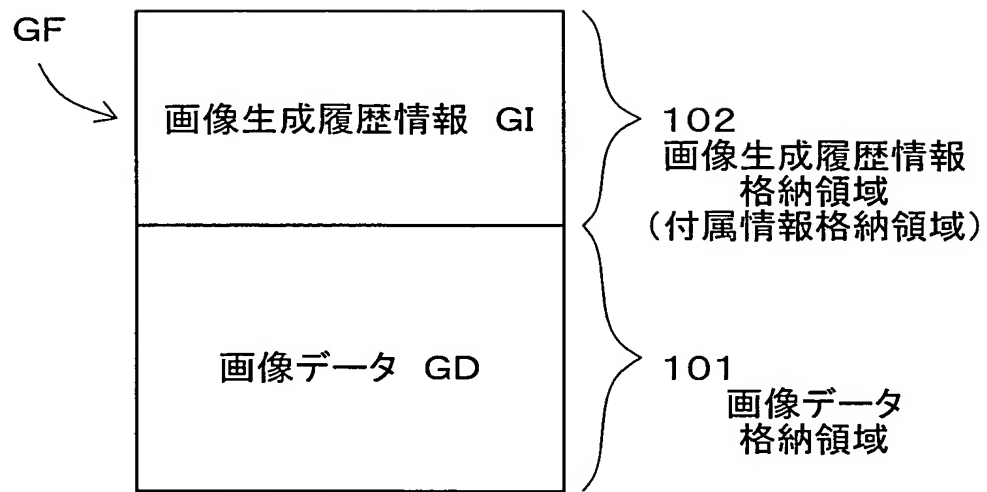 GF
画像生成履歴情報 GI
102
画像生成履歴情報
格納領域
(付属情報格納領域)
画像データ GD
101
画像データ
格納領域